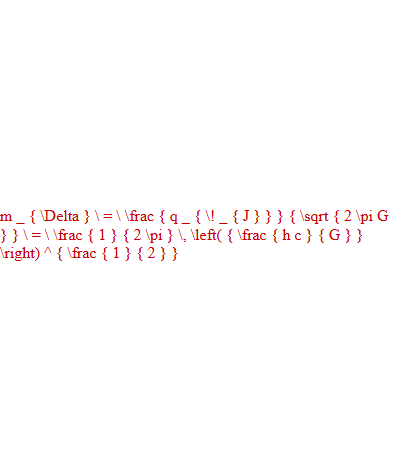 m _ { \Delta } \ = \ \frac { q _ { \! _ { J } } } { \sqrt { 2 \pi G
} } \ = \ \frac { 1 } { 2 \pi } \, \left( { \frac { h c } { G } }
\right) ^ { \frac { 1 } { 2 } }